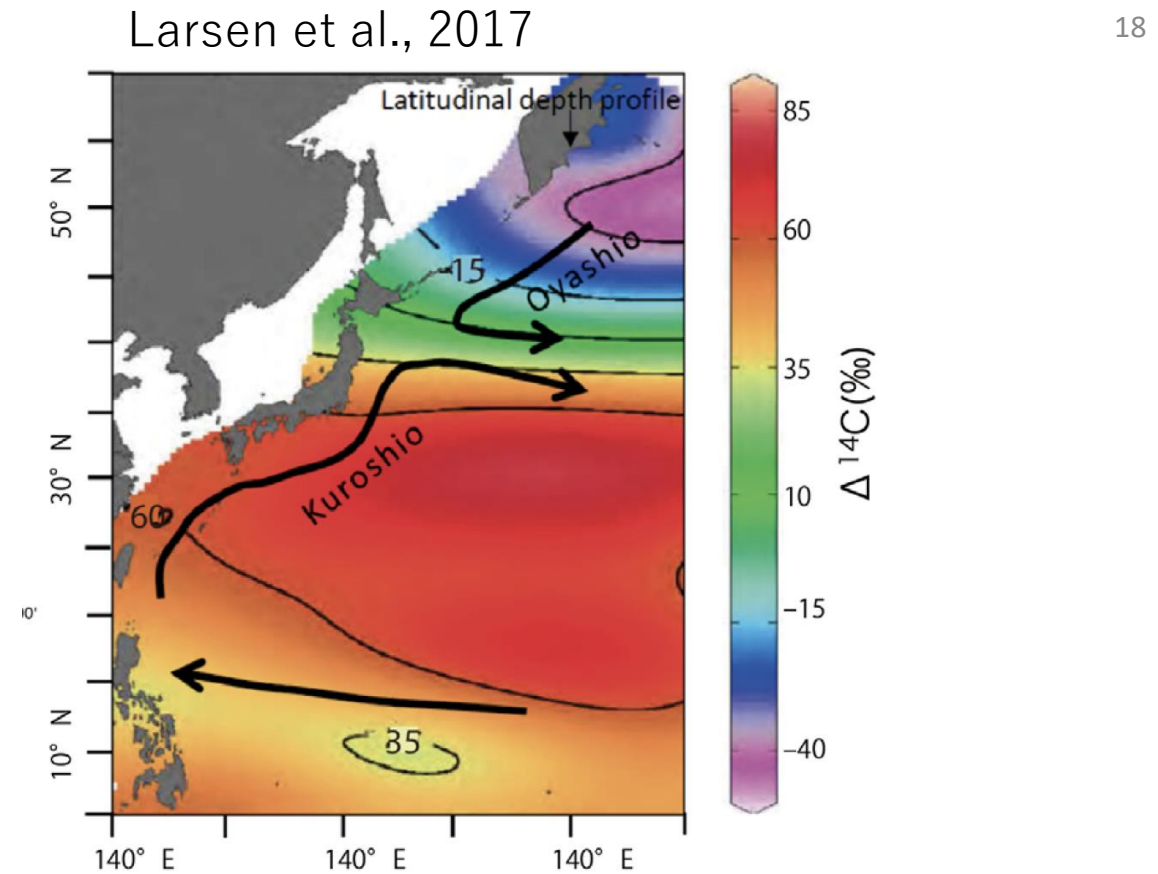 Larsen et al., 2017
18
Latitudinal depth profile
85
50° N
60
Oyashio
15
35
Δ ¹⁴C(‰)
Kuroshio
30° N
10
60
−15
35
−40
10° N
140° E 140° E 140° E